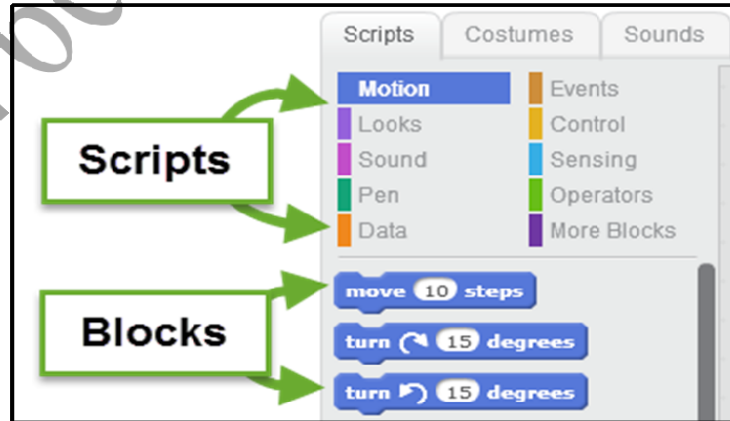 Scripts Costumes Sounds
Motion Events
Looks Control
Scripts
Sound Sensing
Pen Operators
Data More Blocks
move 10 steps
Blocks
turn 15 degrees
turn 15 degrees